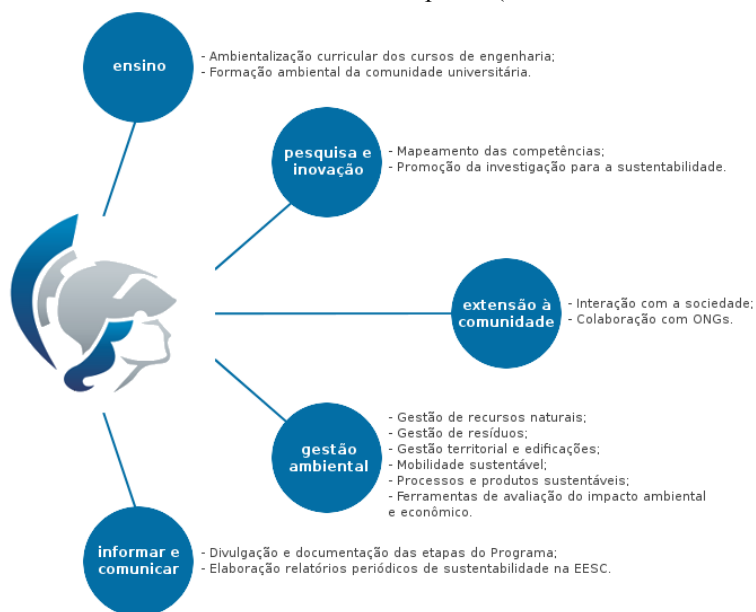 ensino
- Ambientalização curricular dos cursos de engenharia;
- Formação ambiental da comunidade universitária.
pesquisa e
inovação
- Mapeamento das competências;
- Promoção da investigação para a sustentabilidade.
extensão à
comunidade
- Interação com a sociedade;
- Colaboração com ONGs.
gestão
ambiental
- Gestão de recursos naturais;
- Gestão de resíduos;
- Gestão territorial e edificações;
- Mobilidade sustentável;
- Processos e produtos sustentáveis;
- Ferramentas de avaliação do impacto ambiental
e econômico.
informar e
comunicar
- Divulgação e documentação das etapas do Programa;
- Elaboração relatórios periódicos de sustentabilidade na EESC.